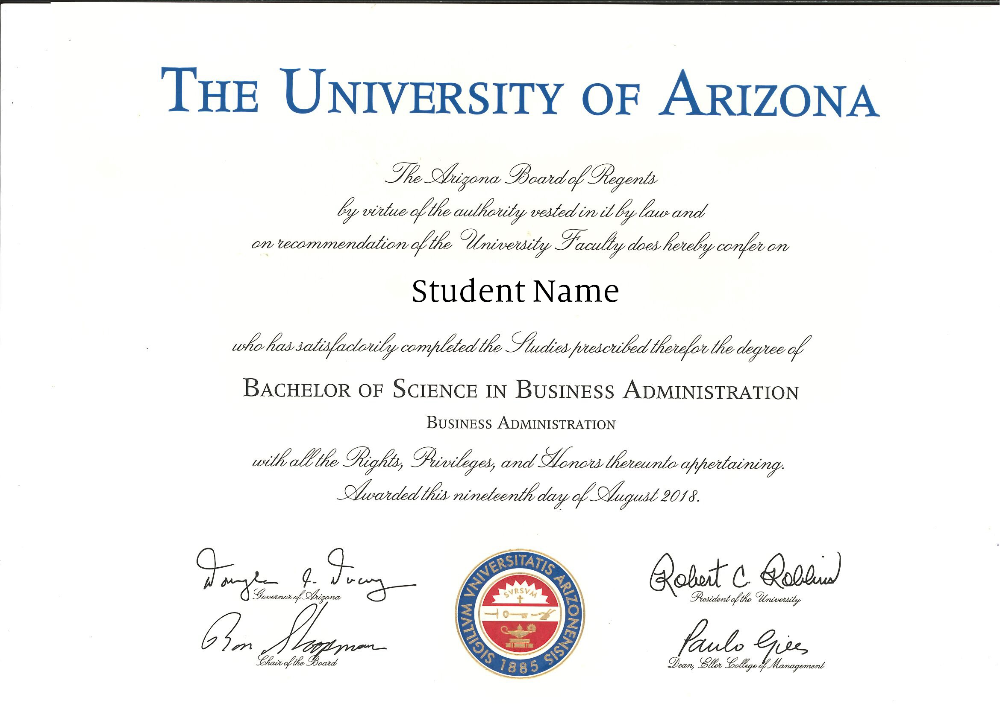 THE UNIVERSITY OF ARIZONA
The Arizona Board of Regents
by virtue of the authority vested in it by law and
on recommendation of the University Faculty does hereby confer on
Student Name
who has satisfactorily completed the Studies prescribed therefor the degree of
BACHELOR OF SCIENCE IN BUSINESS ADMINISTRATION
BUSINESS ADMINISTRATION
with all the Rights, Privileges, and Honors thereunto appertaining.
Awarded this nineteenth day of August 2018.
Douglas A. Ducey
Governor of Arizona
Ron Shoopman
Chair of the Board
SIGILLVM VNIVERSITATIS ARIZONENSIS
SVRSVM
1885
Robert C. Robbins
President of the University
Paulo Goes
Dean, Eller College of Management